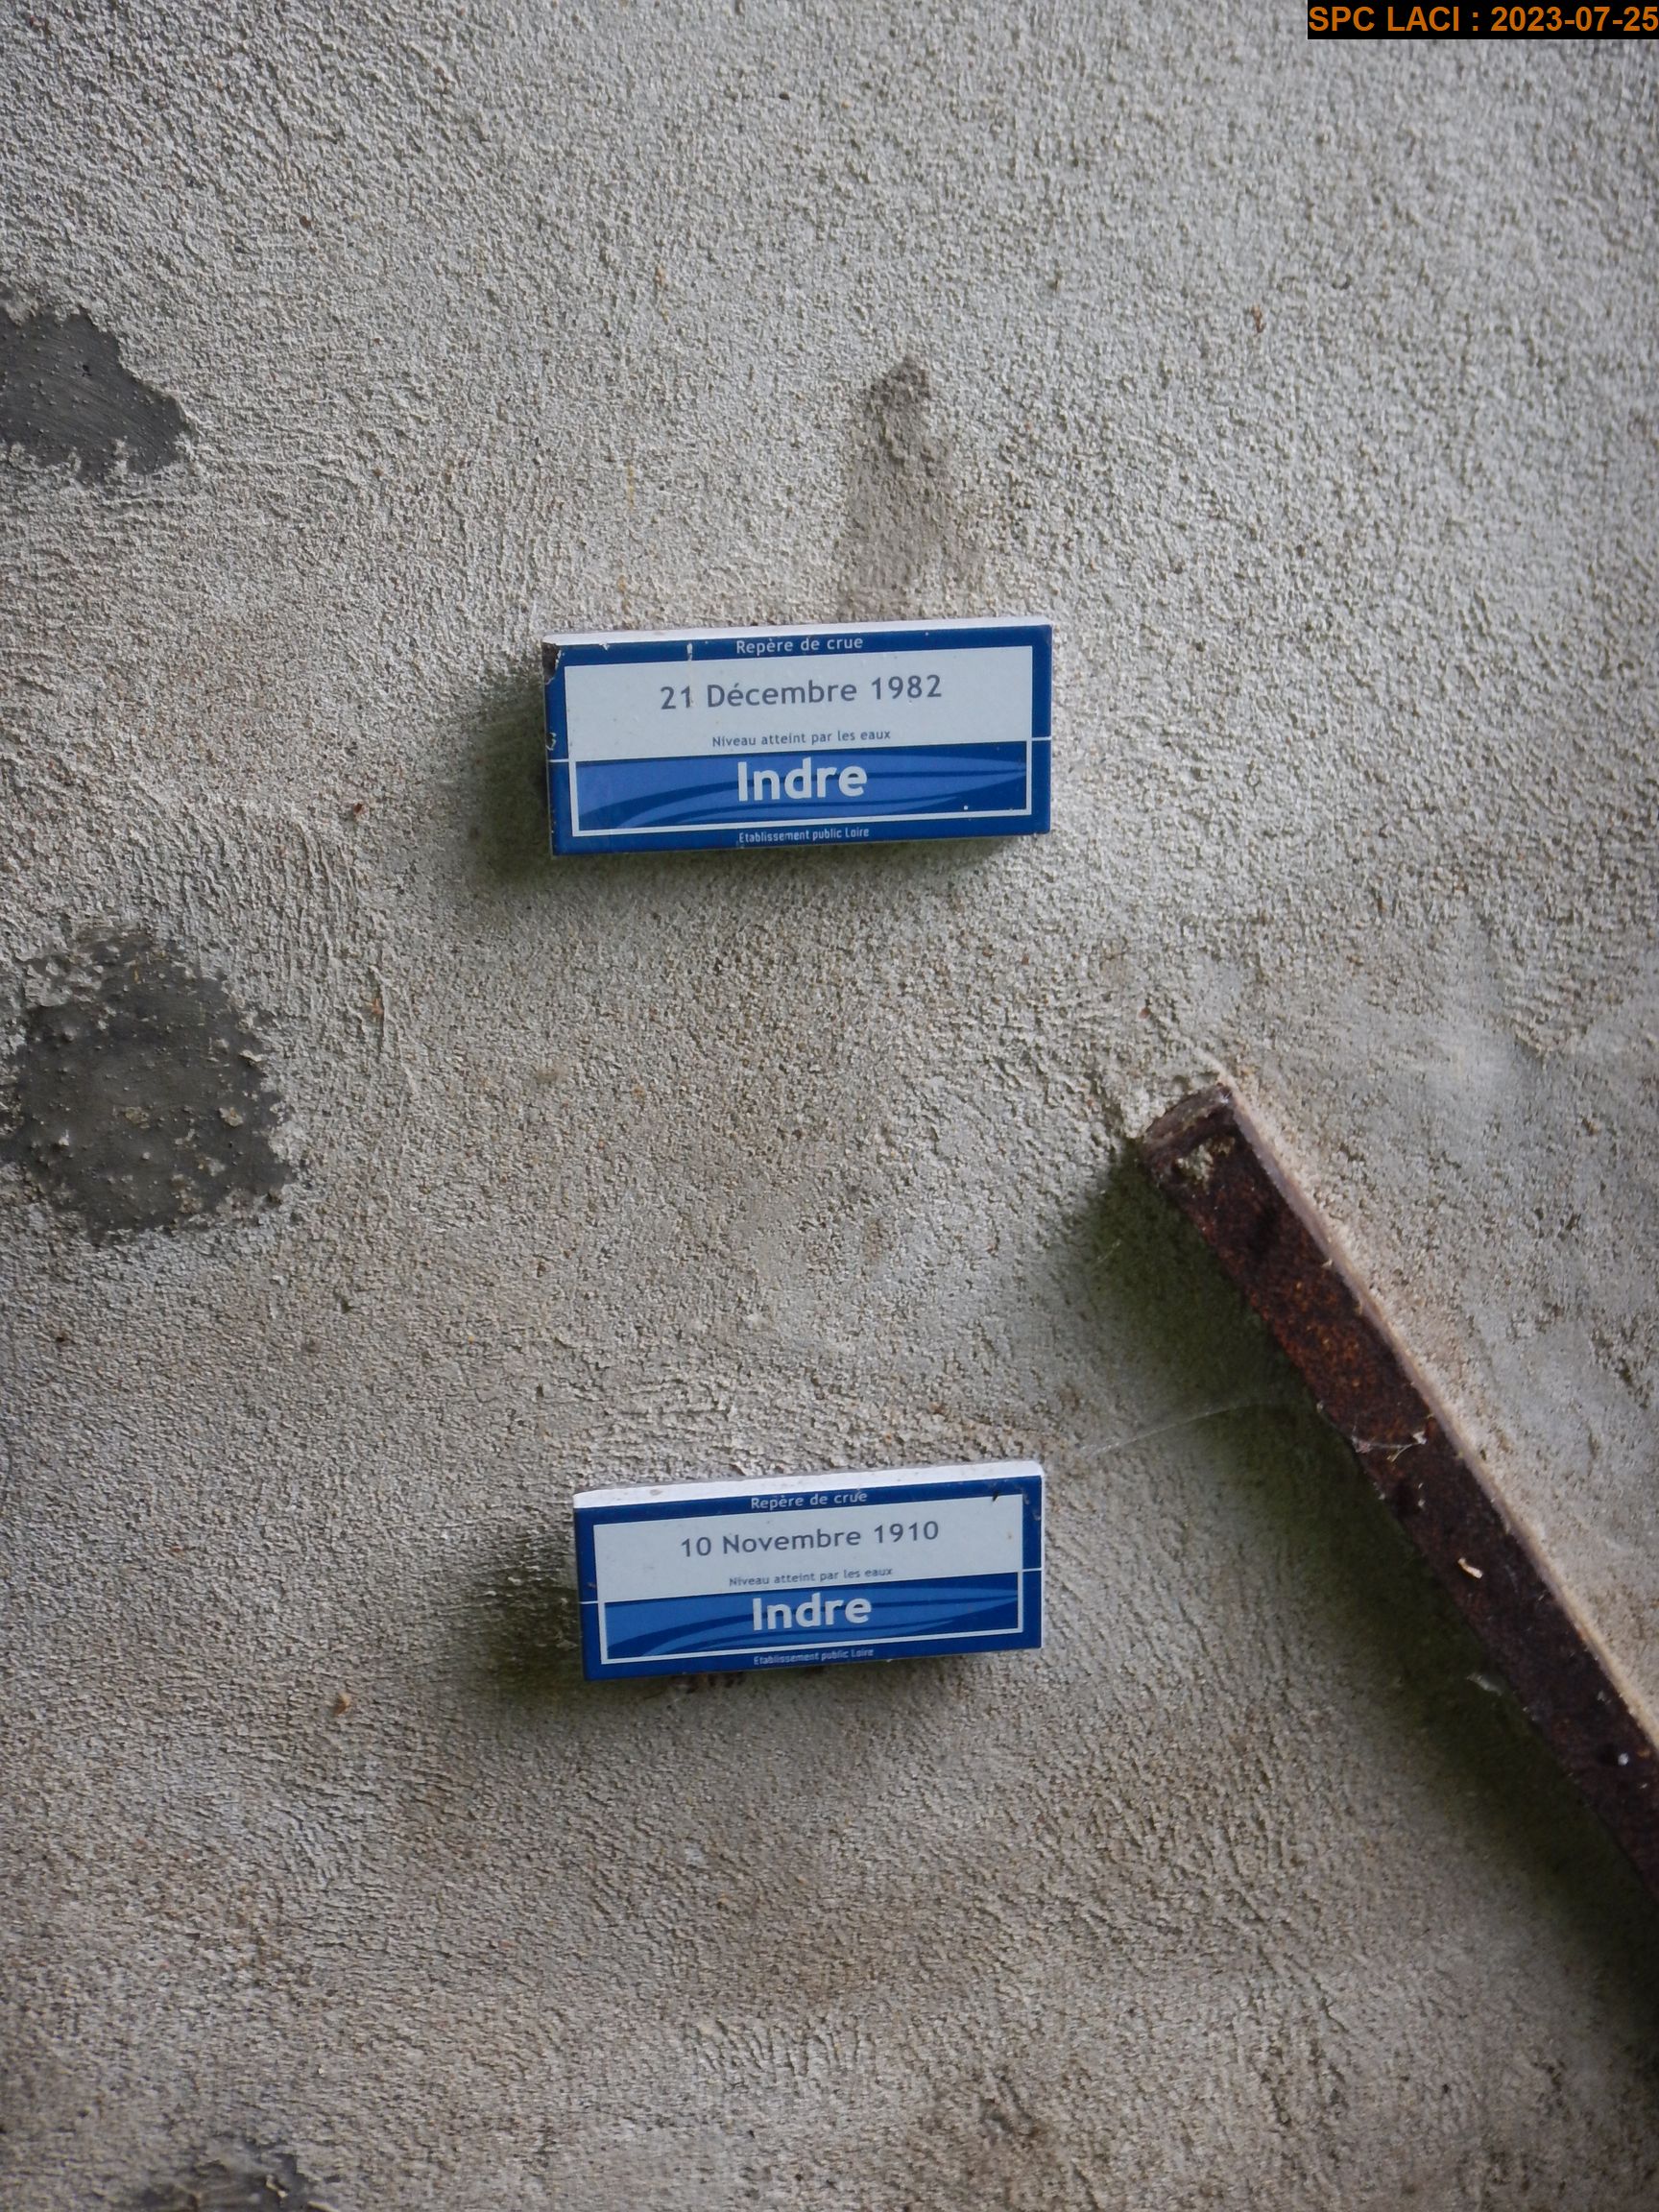 SPC LACI : 2023-07-25
Repère de crue
21 Décembre 1982
Niveau atteint par les eaux
Indre
Etablissement public Loire
Repère de crue
10 Novembre 1910
Niveau atteint par les eaux
Indre
Etablissement public Loire